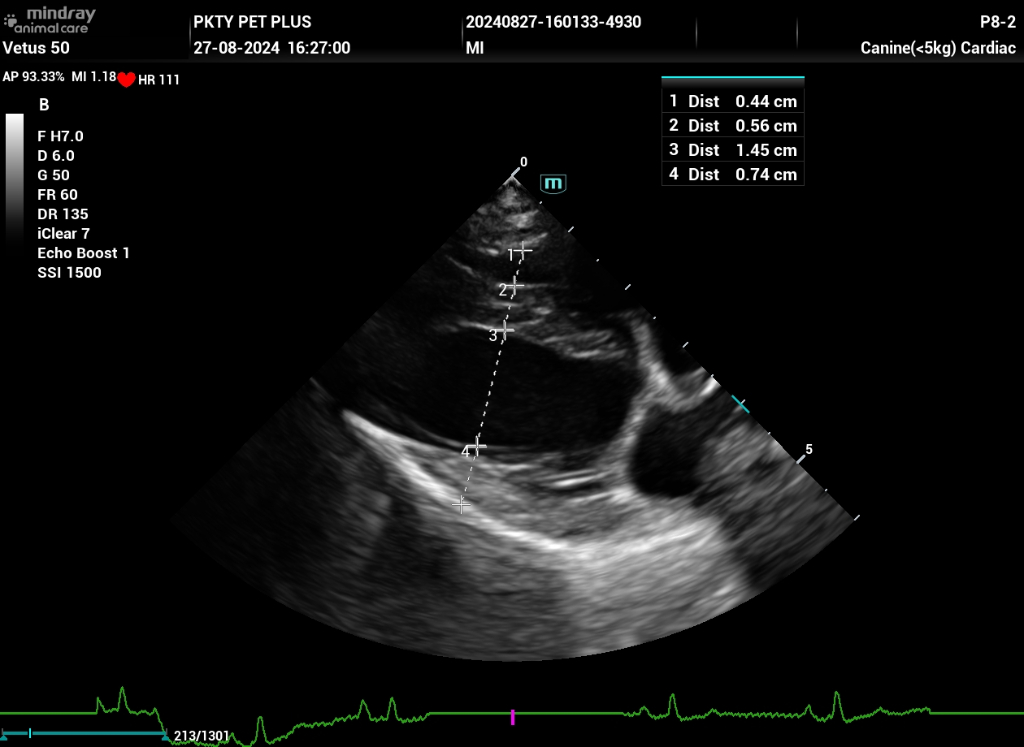 mindray
animal care
Vetus 50
PKTY PET PLUS
27-08-2024 16:27:00
20240827-160133-4930
MI
P8-2
Canine(<5kg) Cardiac
AP 93.33% MI 1.18 HR 111
B
F H7.0
D 6.0
G 50
FR 60
DR 135
iClear 7
Echo Boost 1
SSI 1500
1 Dist 0.44 cm
2 Dist 0.56 cm
3 Dist 1.45 cm
4 Dist 0.74 cm
0
m
1
2
3
4
5
213/1301